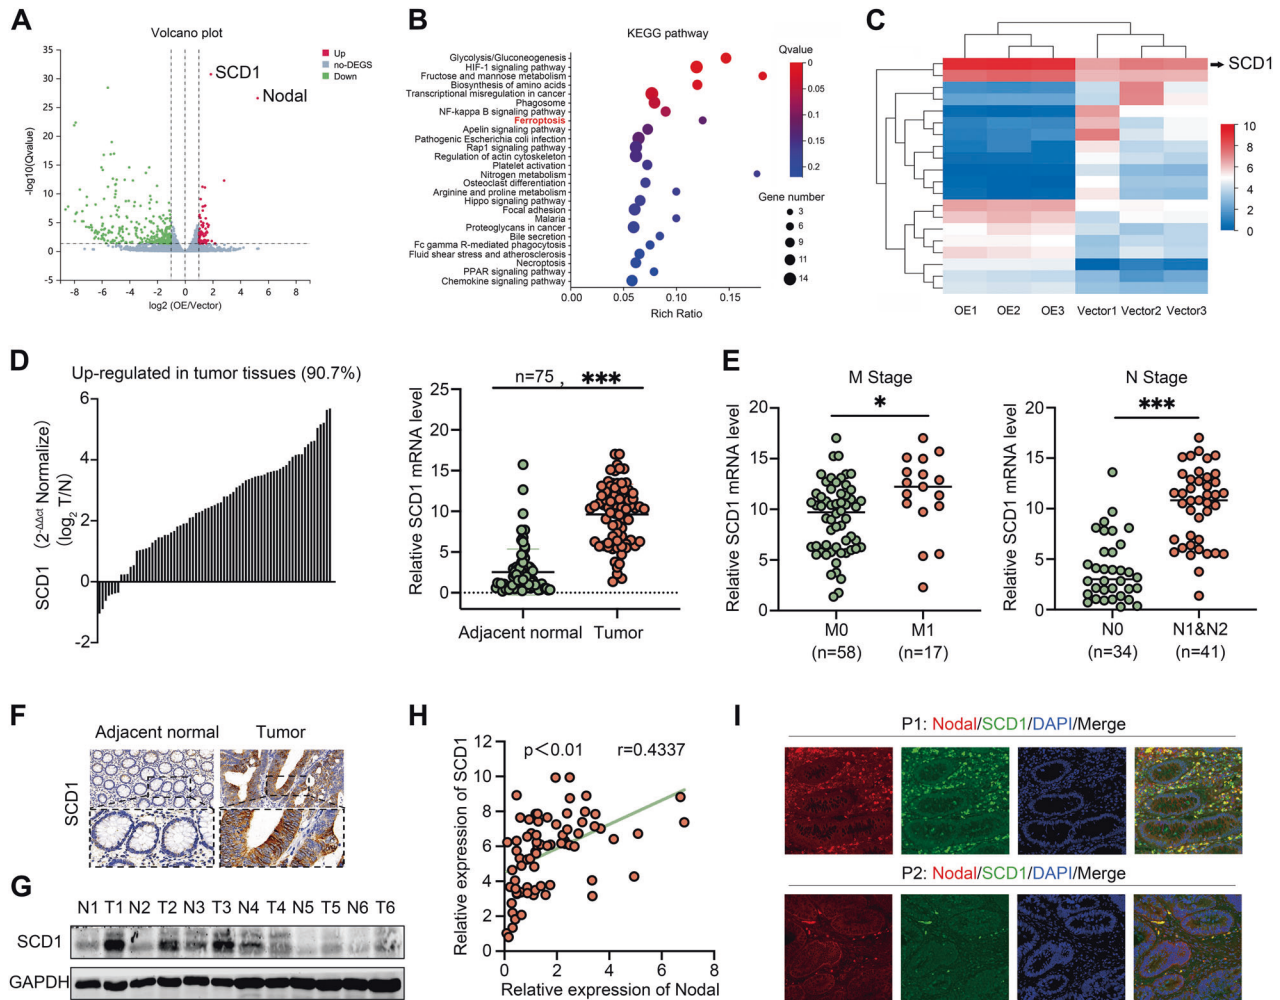 A
Volcano plot
35
30
25
20
15
10
5
0
-5
-log10(Qvalue)
-8
-6
-4
-2
0
2
4
6
8
log2 (OE/Vector)
SCD1
Nodal
Up
no-DEGS
Down
B
KEGG pathway
Glycolysis/Gluconeogenesis
HIF-1 signaling pathway
Fructose and mannose metabolism
Biosynthesis of amino acids
Transcriptional misregulation in cancer
Phagosome
NF-kappa B signaling pathway
Ferroptosis
Apelin signaling pathway
Pathogenic Escherichia coli infection
Rap1 signaling pathway
Regulation of actin cytoskeleton
Platelet activation
Nitrogen metabolism
Osteoclast differentiation
Arginine and proline metabolism
Hippo signaling pathway
Focal adhesion
Malaria
Proteoglycans in cancer
Bile secretion
Fc gamma R-mediated phagocytosis
Fluid shear stress and atherosclerosis
Necroptosis
PPAR signaling pathway
Chemokine signaling pathway
0.00
0.05
0.10
0.15
Rich Ratio
Qvalue
0
0.05
0.1
0.15
0.2
Gene number
3
6
9
11
14
C
SCD1
10
8
6
4
2
0
OE1
OE2
OE3
Vector1
Vector2
Vector3
D
Up-regulated in tumor tissues (90.7%)
SCD1 (2-ΔΔct Normalize)
(log2 T/N)
6
4
2
0
-2
Relative SCD1 mRNA level
25
20
15
10
5
0
n=75 , ***
Adjacent normal
Tumor
E
M Stage
*
Relative SCD1 mRNA level
20
15
10
5
0
M0
(n=58)
M1
(n=17)
N Stage
***
Relative SCD1 mRNA level
20
15
10
5
0
N0
(n=34)
N1&N2
(n=41)
F
Adjacent normal
Tumor
SCD1
G
N1 T1 N2 T2 N3 T3 N4 T4 N5 T5 N6 T6
SCD1
GAPDH
H
p<0.01
r=0.4337
Relative expression of SCD1
12
10
8
6
4
2
0
0
2
4
6
8
Relative expression of Nodal
I
P1: Nodal/SCD1/DAPI/Merge
P2: Nodal/SCD1/DAPI/Merge